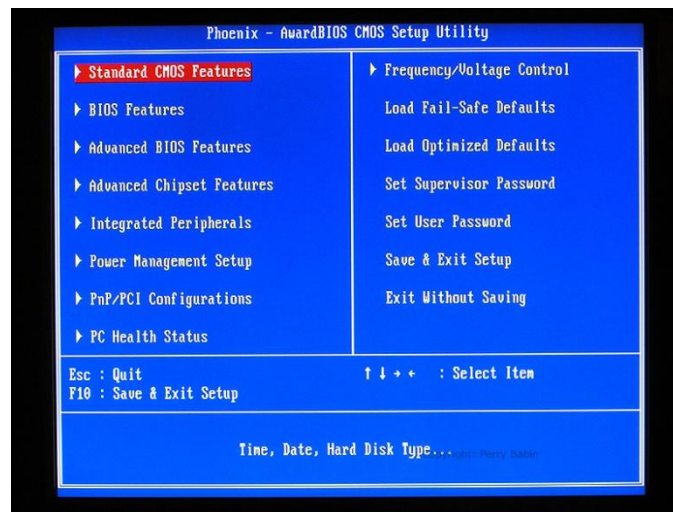 Phoenix - AwardBIOS CMOS Setup Utility
Standard CMOS Features
BIOS Features
Advanced BIOS Features
Advanced Chipset Features
Integrated Peripherals
Power Management Setup
PnP/PCI Configurations
PC Health Status
Frequency/Voltage Control
Load Fail-Safe Defaults
Load Optimized Defaults
Set Supervisor Password
Set User Password
Save & Exit Setup
Exit Without Saving
Esc : Quit
F10 : Save & Exit Setup
↑ ↓ → ← : Select Item
Time, Date, Hard Disk Type...
Perry Babin